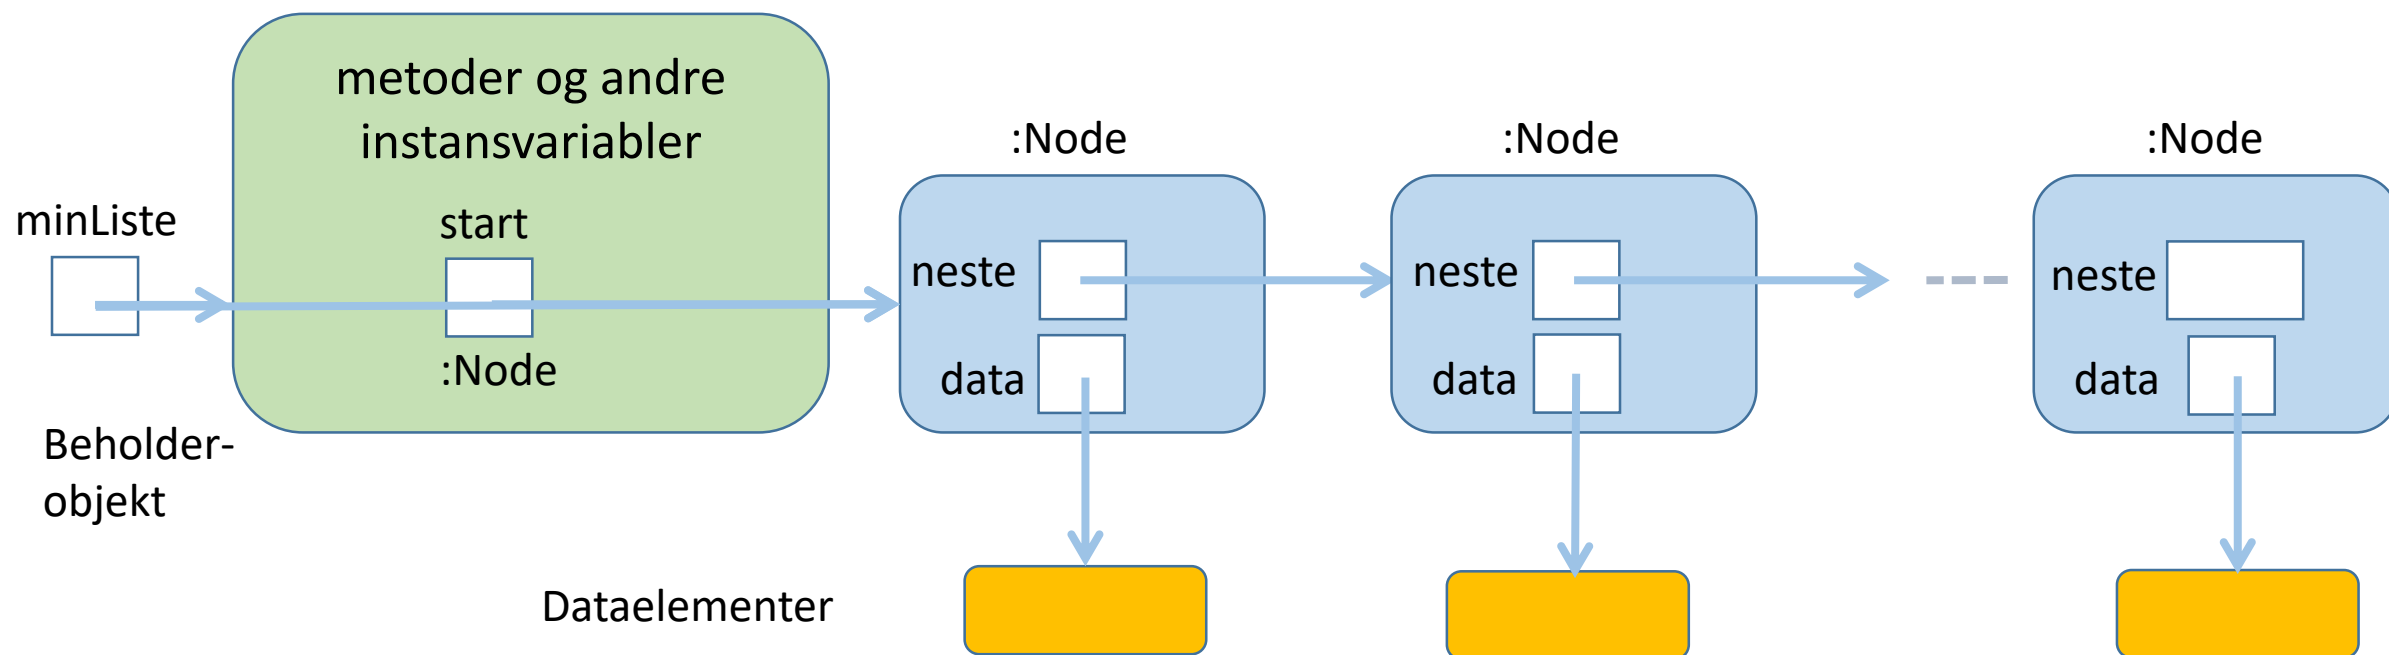 metoder og andre
instansvariabler
minListe
start
:Node
Beholder-
objekt
:Node
neste
data
:Node
neste
data
:Node
neste
data
Dataelementer